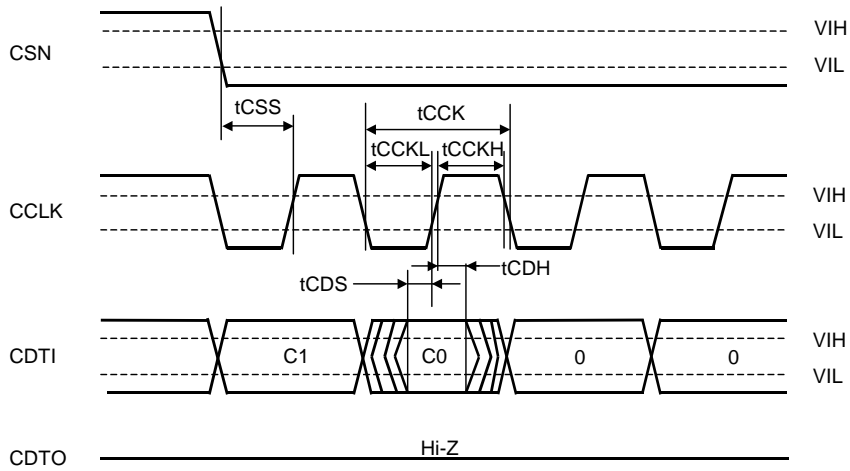 VIH
CSN
VIL
tCSS
tCCK
tCCKL tCCKH
VIH
CCLK
VIL
tCDH
tCDS
VIH
CDTI C1 C0 0 0
VIL
Hi-Z
CDTO